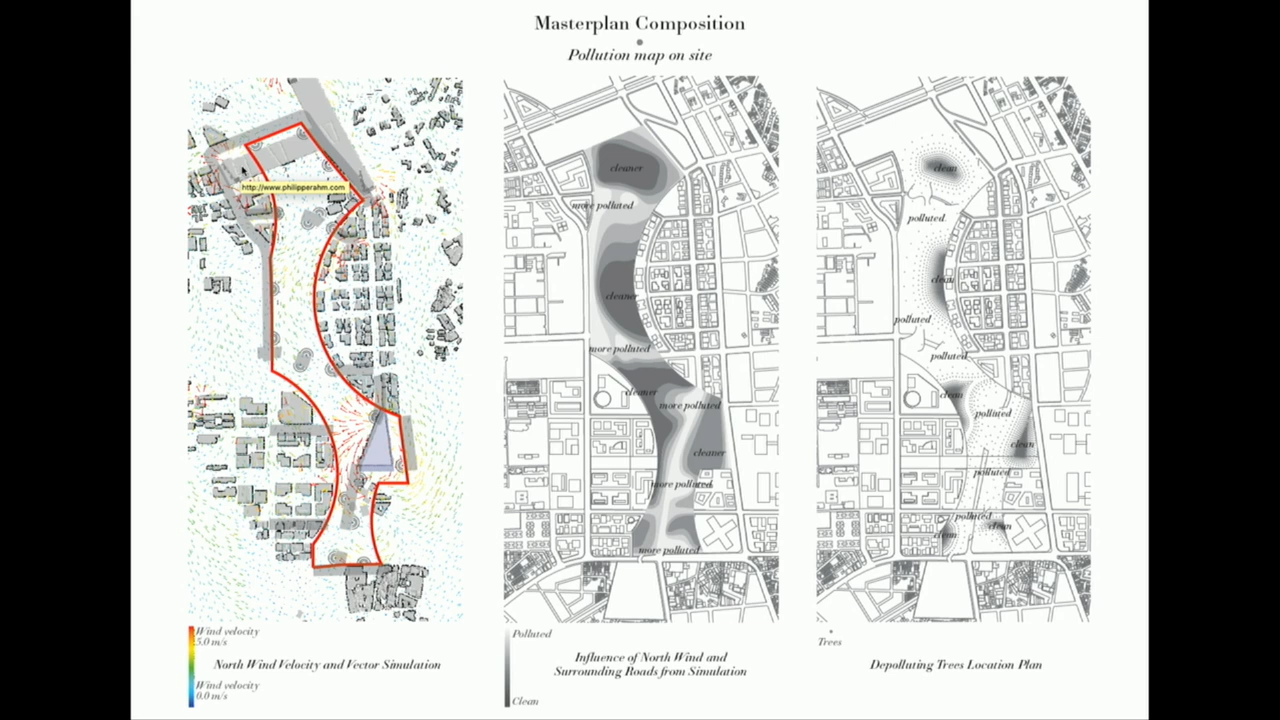 Masterplan Composition
Pollution map on site
http://www.philipperahm.com
cleaner
more polluted
cleaner
more polluted
cleaner
more polluted
cleaner
more polluted
more polluted
clean
polluted
clean
polluted
polluted
clean
polluted
clean
polluted
polluted
clean
clean
Wind velocity
5.0 m/s
North Wind Velocity and Vector Simulation
Wind velocity
0.0 m/s
Polluted
Influence of North Wind and
Surrounding Roads from Simulation
Clean
Trees
Depolluting Trees Location Plan